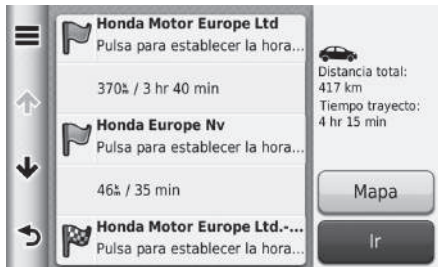 Honda Motor Europe Ltd
Pulsa para establecer la hora...
370km / 3 hr 40 min
Honda Europe Nv
Pulsa para establecer la hora...
46km / 35 min
Honda Motor Europe Ltd.-...
Pulsa para establecer la hora...
Distancia total:
417 km
Tiempo trayecto:
4 hr 15 min
Mapa
Ir